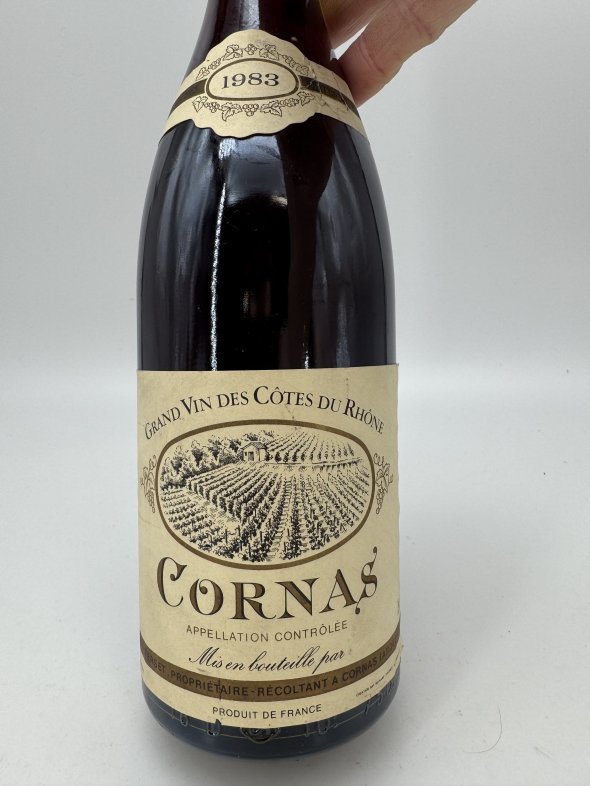 1983
GRAND VIN DES CÔTES DU RHÔNE
CORNAS
APPELLATION CONTRÔLÉE
Mis en bouteille par
PROPRIÉTAIRE - RÉCOLTANT A CORNAS
PRODUIT DE FRANCE